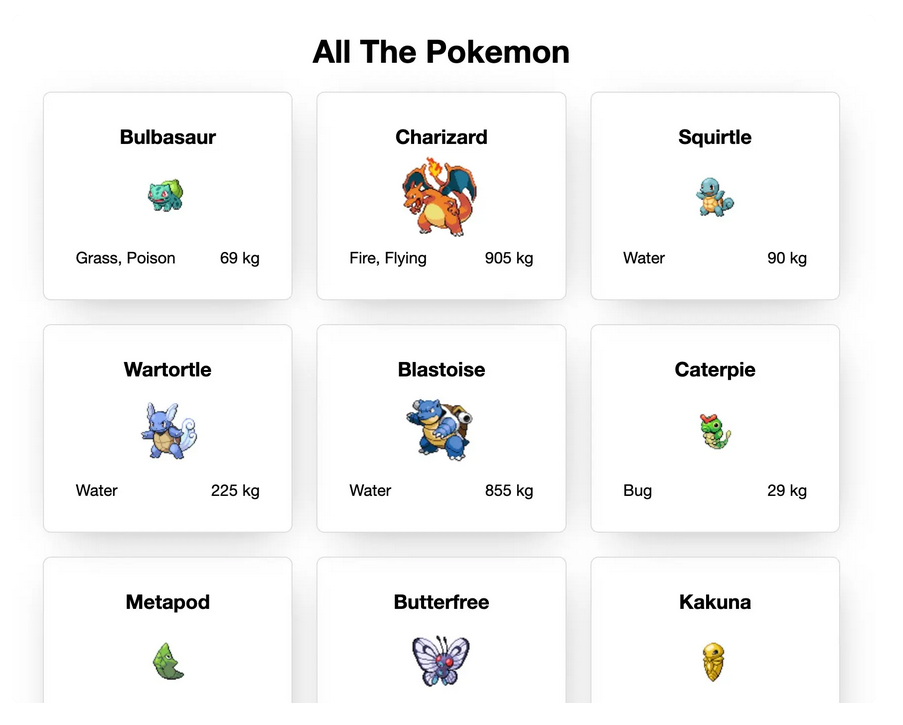 All The Pokemon
Bulbasaur
Grass, Poison 69 kg
Charizard
Fire, Flying 905 kg
Squirtle
Water 90 kg
Wartortle
Water 225 kg
Blastoise
Water 855 kg
Caterpie
Bug 29 kg
Metapod
Butterfree
Kakuna